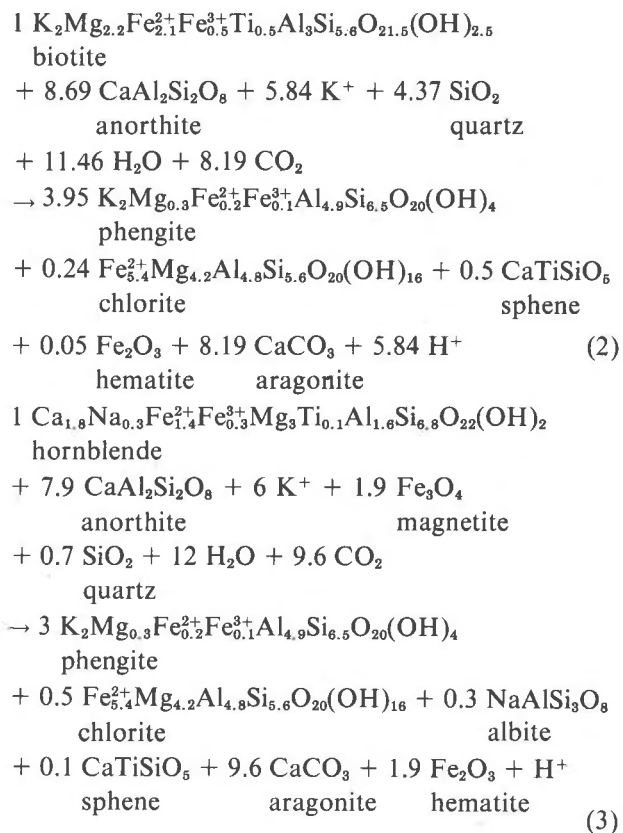 1 K₂Mg₂.₂Fe²⁺₂.₁Fe³⁺₀.₅Ti₀.₅Al₃Si₅.₆O₂₁.₅(OH)₂.₅
biotite
+ 8.69 CaAl₂Si₂O₈ + 5.84 K⁺ + 4.37 SiO₂
anorthite quartz
+ 11.46 H₂O + 8.19 CO₂
→ 3.95 K₂Mg₀.₃Fe²⁺₀.₂Fe³⁺₀.₁Al₄.₉Si₆.₅O₂₀(OH)₄
phengite
+ 0.24 Fe²⁺₅.₄Mg₄.₂Al₄.₈Si₅.₆O₂₀(OH)₁₆ + 0.5 CaTiSiO₅
chlorite sphene
+ 0.05 Fe₂O₃ + 8.19 CaCO₃ + 5.84 H⁺ (2)
hematite aragonite
1 Ca₁.₈Na₀.₃Fe²⁺₁.₄Fe³⁺₀.₃Mg₃Ti₀.₁Al₁.₆Si₆.₈O₂₂(OH)₂
hornblende
+ 7.9 CaAl₂Si₂O₈ + 6 K⁺ + 1.9 Fe₃O₄
anorthite magnetite
+ 0.7 SiO₂ + 12 H₂O + 9.6 CO₂
quartz
→ 3 K₂Mg₀.₃Fe²⁺₀.₂Fe³⁺₀.₁Al₄.₉Si₆.₅O₂₀(OH)₄
phengite
+ 0.5 Fe²⁺₅.₄Mg₄.₂Al₄.₈Si₅.₆O₂₀(OH)₁₆ + 0.3 NaAlSi₃O₈
chlorite albite
+ 0.1 CaTiSiO₅ + 9.6 CaCO₃ + 1.9 Fe₂O₃ + H⁺
sphene aragonite hematite
(3)